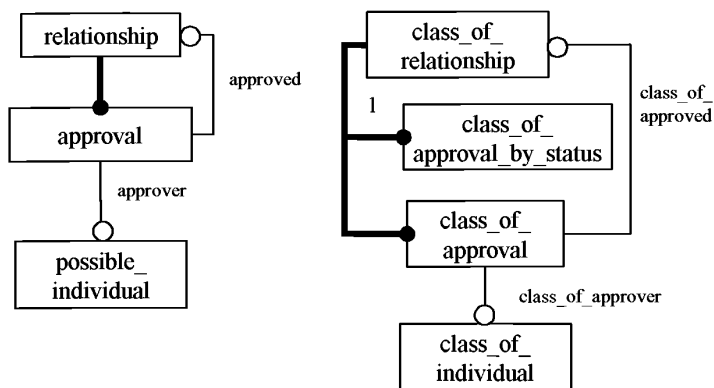 relationship
approved
approval
approver
possible_
individual
class_of_
relationship
1
class_of_
approved
class_of_
approval_by_status
class_of_
approval
class_of_approver
class_of_
individual